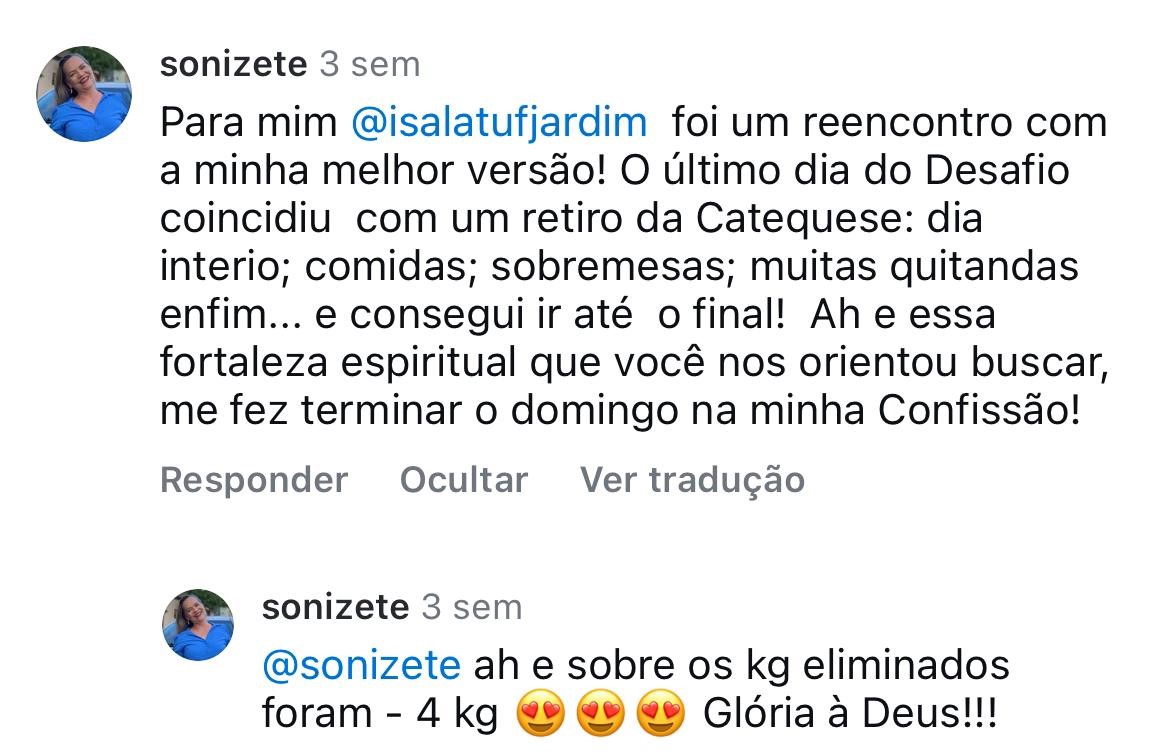 sonizete 3 sem
Para mim @isalatufjardim  foi um reencontro com
a minha melhor versão! O último dia do Desafio
coincidiu  com um retiro da Catequese: dia
interio; comidas; sobremesas; muitas quitandas
enfim... e consegui ir até  o final!  Ah e essa
fortaleza espiritual que você nos orientou buscar,
me fez terminar o domingo na minha Confissão!
Responder Ocultar Ver tradução
sonizete 3 sem
@sonizete ah e sobre os kg eliminados
foram - 4 kg 😍😍😍 Glória à Deus!!!